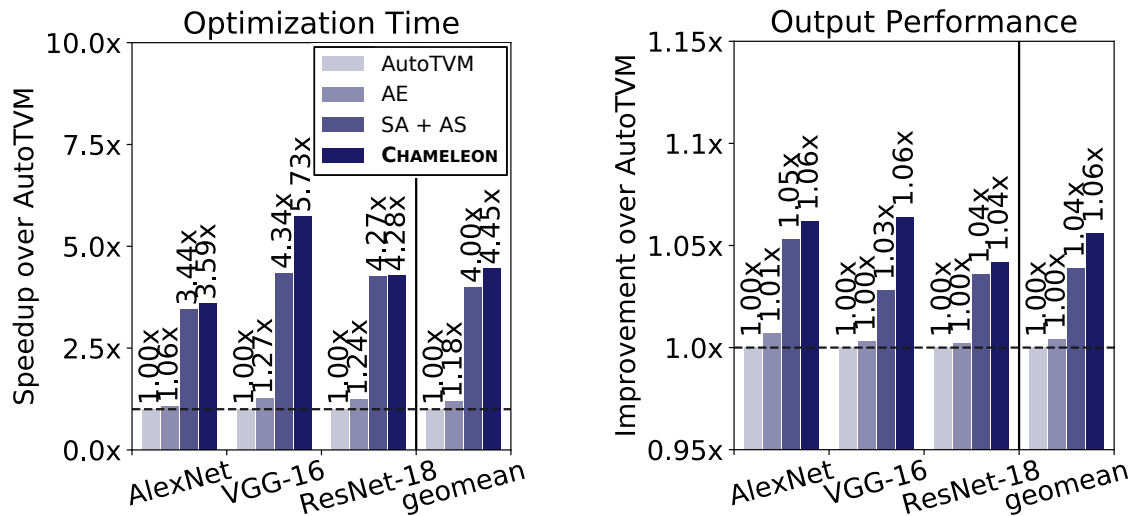 Optimization Time
Speedup over AutoTVM
10.0x
7.5x
5.0x
2.5x
0.0x
AutoTVM
AE
SA + AS
CHAMELEON
1.00x
1.06x
3.44x
3.59x
1.00x
1.27x
4.34x
5.73x
1.00x
1.24x
4.27x
4.28x
1.00x
1.18x
4.00x
4.45x
AlexNet
VGG-16
ResNet-18
geomean
Output Performance
Improvement over AutoTVM
1.15x
1.1x
1.05x
1.0x
0.95x
1.00x
1.01x
1.05x
1.06x
1.00x
1.00x
1.03x
1.06x
1.00x
1.00x
1.04x
1.04x
1.00x
1.00x
1.04x
1.06x
AlexNet
VGG-16
ResNet-18
geomean